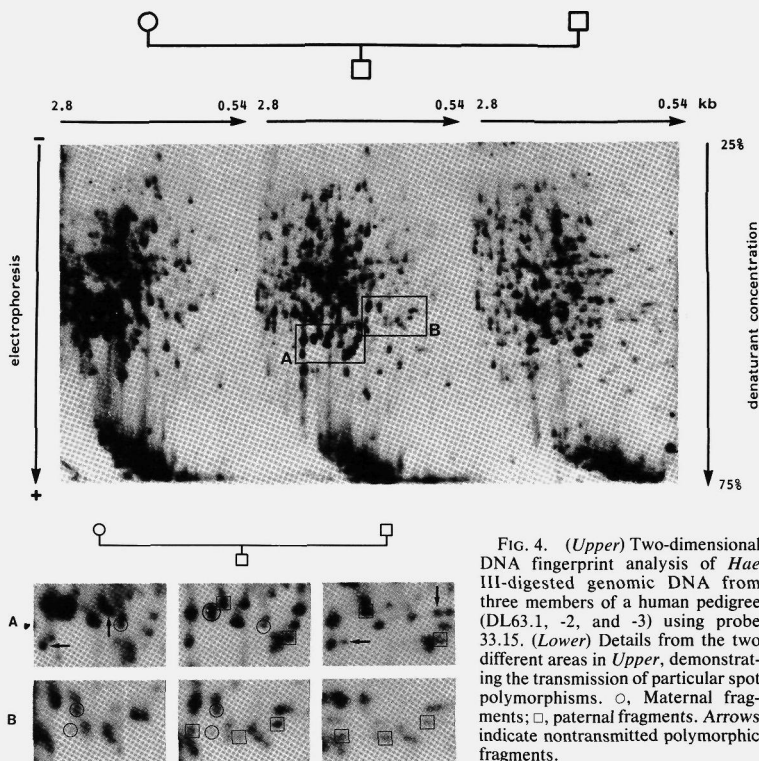 2.8 0.54 2.8 0.54 2.8 0.54 kb
− 25%
electrophoresis
denaturant concentration
A B
+ 75%
A
B
FIG. 4. (Upper) Two-dimensional
DNA fingerprint analysis of Hae
III-digested genomic DNA from
three members of a human pedigree
(DL63.1, -2, and -3) using probe
33.15. (Lower) Details from the two
different areas in Upper, demonstrat-
ing the transmission of particular spot
polymorphisms. ○, Maternal frag-
ments; □, paternal fragments. Arrows
indicate nontransmitted polymorphic
fragments.